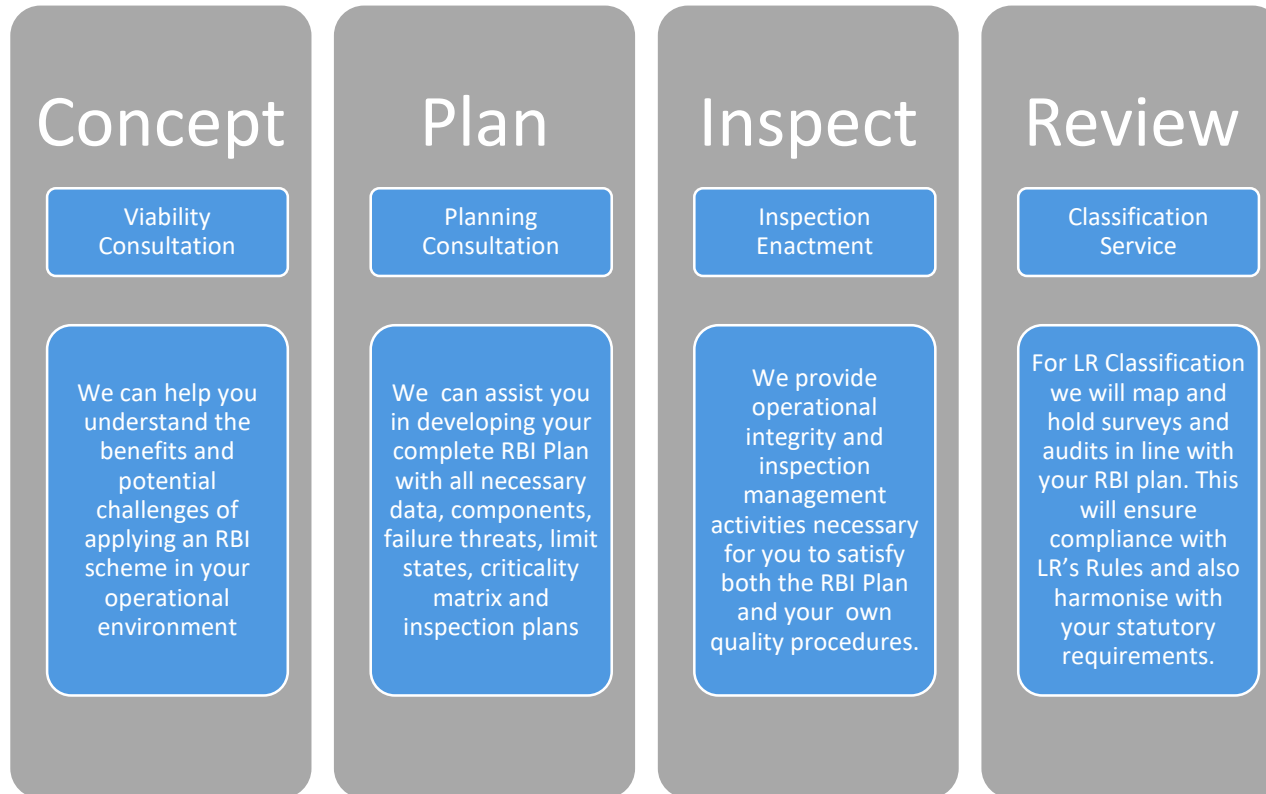 Concept
Viability
Consultation
We can help you
understand the
benefits and
potential
challenges of
applying an RBI
scheme in your
operational
environment
Plan
Planning
Consultation
We  can assist you
in developing your
complete RBI Plan
with all necessary
data, components,
failure threats, limit
states, criticality
matrix and
inspection plans
Inspect
Inspection
Enactment
We provide
operational
integrity and
inspection
management
activities necessary
for you to satisfy
both the RBI Plan
and your  own
quality procedures.
Review
Classification
Service
For LR Classification
we will map and
hold surveys and
audits in line with
your RBI plan. This
will ensure
compliance with
LR’s Rules and also
harmonise with
your statutory
requirements.